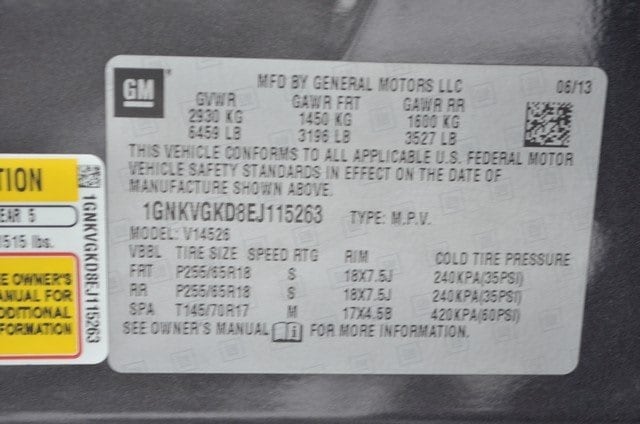 GM
MFD BY GENERAL MOTORS LLC 06/13
GVWR GAWR FRT GAWR RR
2930 KG 1450 KG 1600 KG
6459 LB 3196 LB 3527 LB
THIS VEHICLE CONFORMS TO ALL APPLICABLE U.S. FEDERAL MOTOR
VEHICLE SAFETY STANDARDS IN EFFECT ON THE DATE OF
MANUFACTURE SHOWN ABOVE.
1GNKVGKD8EJ115263 TYPE: M.P.V.
MODEL: V14526
VBBL TIRE SIZE SPEED RTG RIM COLD TIRE PRESSURE
FRT P255/65R18 S 18X7.5J 240KPA(35PSI)
RR P255/65R18 S 18X7.5J 240KPA(35PSI)
SPA T145/70R17 M 17X4.5B 420KPA(60PSI)
SEE OWNER'S MANUAL FOR MORE INFORMATION.
TION
EAR 5
1515 lbs.
E OWNER'S
ANUAL FOR
DDITIONAL
FORMATION
1GNKVGKD8EJ115263